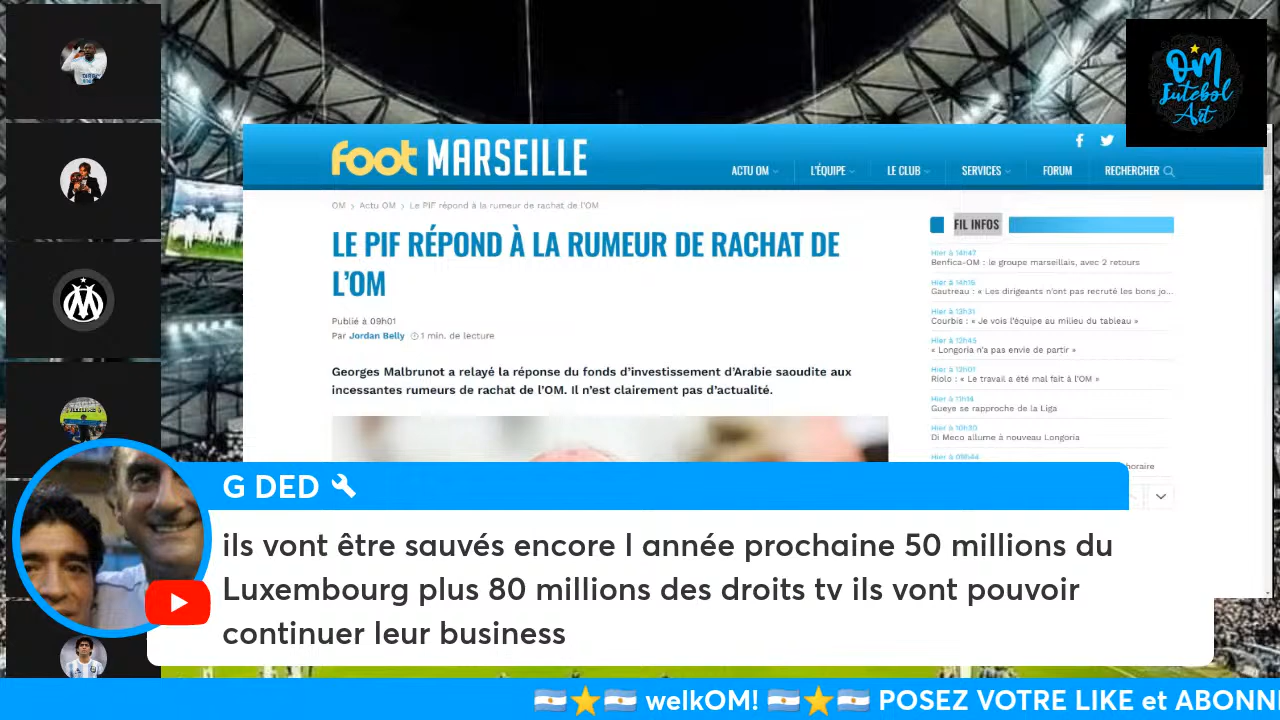 OM
Futebol
Art
foot MARSEILLE
ACTU OM
L'ÉQUIPE
LE CLUB
SERVICES
FORUM
RECHERCHER
OM > Actu OM > Le PIF répond à la rumeur de rachat de l'OM
LE PIF RÉPOND À LA RUMEUR DE RACHAT DE
L'OM
Publié à 09h01
Par Jordan Belly 1 min. de lecture
Georges Malbrunot a relayé la réponse du fonds d'investissement d'Arabie saoudite aux
incessantes rumeurs de rachat de l'OM. Il n'est clairement pas d'actualité.
FIL INFOS
Hier à 14h47
Benfica-OM : le groupe marseillais, avec 2 retours
Hier à 14h16
Gautreau : « Les dirigeants n'ont pas recruté les bons jo...
Hier à 13h31
Courbis : « Je vois l'équipe au milieu du tableau »
Hier à 12h45
« Longoria n'a pas envie de partir »
Hier à 12h01
Riolo : « Le travail a été mal fait à l'OM »
Hier à 11h14
Gueye se rapproche de la Liga
Hier à 10h30
Di Meco allume à nouveau Longoria
Hier à 09h44
horaire
G DED
ils vont être sauvés encore l année prochaine 50 millions du
Luxembourg plus 80 millions des droits tv ils vont pouvoir
continuer leur business
🇦🇷⭐🇦🇷 welkOM! 🇦🇷⭐🇦🇷 POSEZ VOTRE LIKE et ABONN